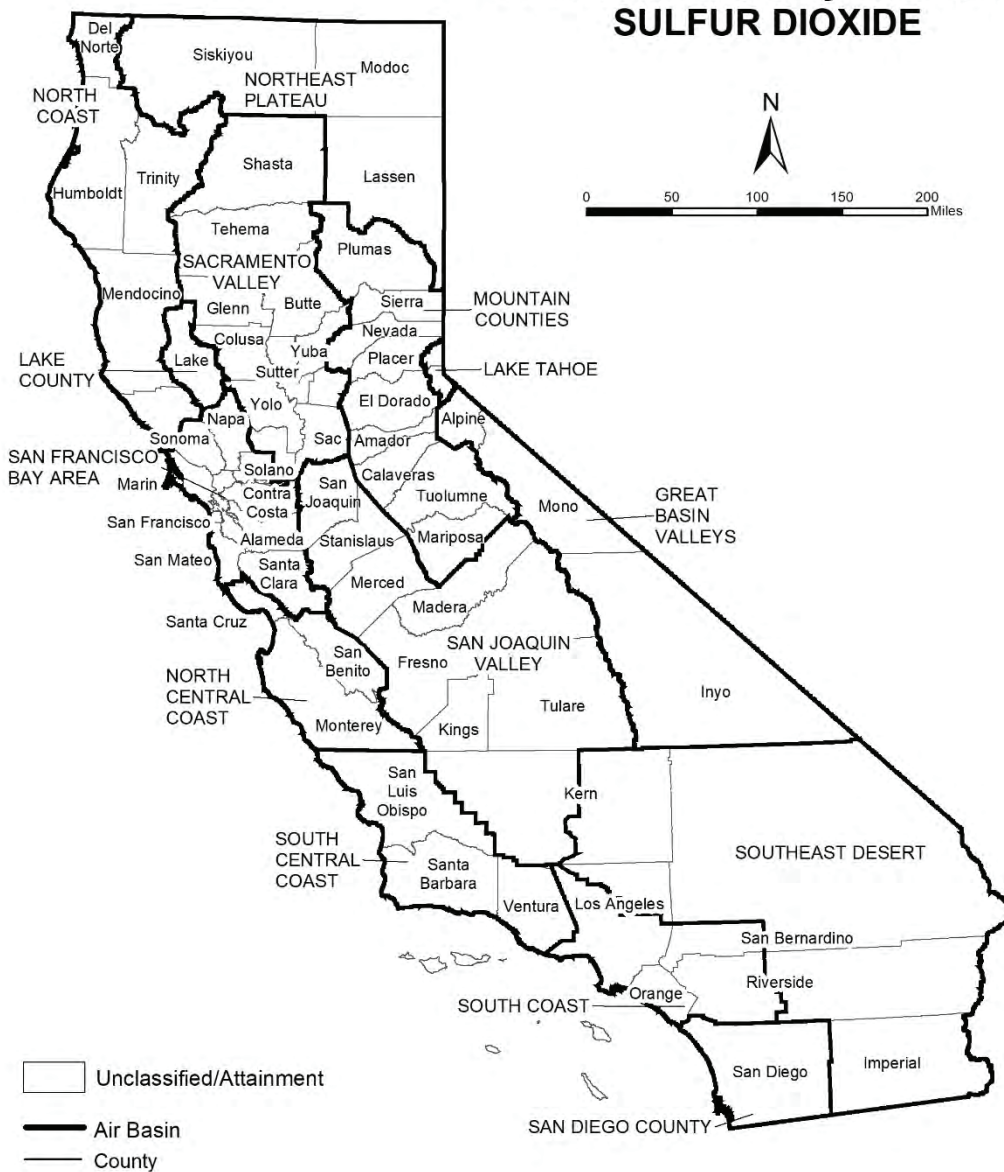 SULFUR DIOXIDE
N
0 50 100 150 200
Miles
Del
Norte
Siskiyou
Modoc
NORTHEAST
PLATEAU
NORTH
COAST
Humboldt
Trinity
Shasta
Lassen
Tehema
Plumas
SACRAMENTO
VALLEY
Mendocino
Glenn
Butte
Sierra
MOUNTAIN
COUNTIES
Nevada
Colusa
Yuba
Placer
LAKE
COUNTY
Lake
Sutter
LAKE TAHOE
El Dorado
Yolo
Napa
Alpine
Sonoma
Sac
Amador
SAN FRANCISCO
BAY AREA
Solano
Calaveras
Marin
Contra
Costa
San
Joaquin
Tuolumne
Mono
GREAT
BASIN
VALLEYS
San Francisco
Alameda
Stanislaus
Mariposa
San Mateo
Santa
Clara
Merced
Madera
Santa Cruz
San
Benito
Fresno
SAN JOAQUIN
VALLEY
NORTH
CENTRAL
COAST
Monterey
Kings
Tulare
Inyo
San
Luis
Obispo
Kern
SOUTH
CENTRAL
COAST
Santa
Barbara
SOUTHEAST DESERT
Ventura
Los Angeles
San Bernardino
Riverside
Orange
SOUTH COAST
San Diego
Imperial
SAN DIEGO COUNTY
Unclassified/Attainment
Air Basin
County